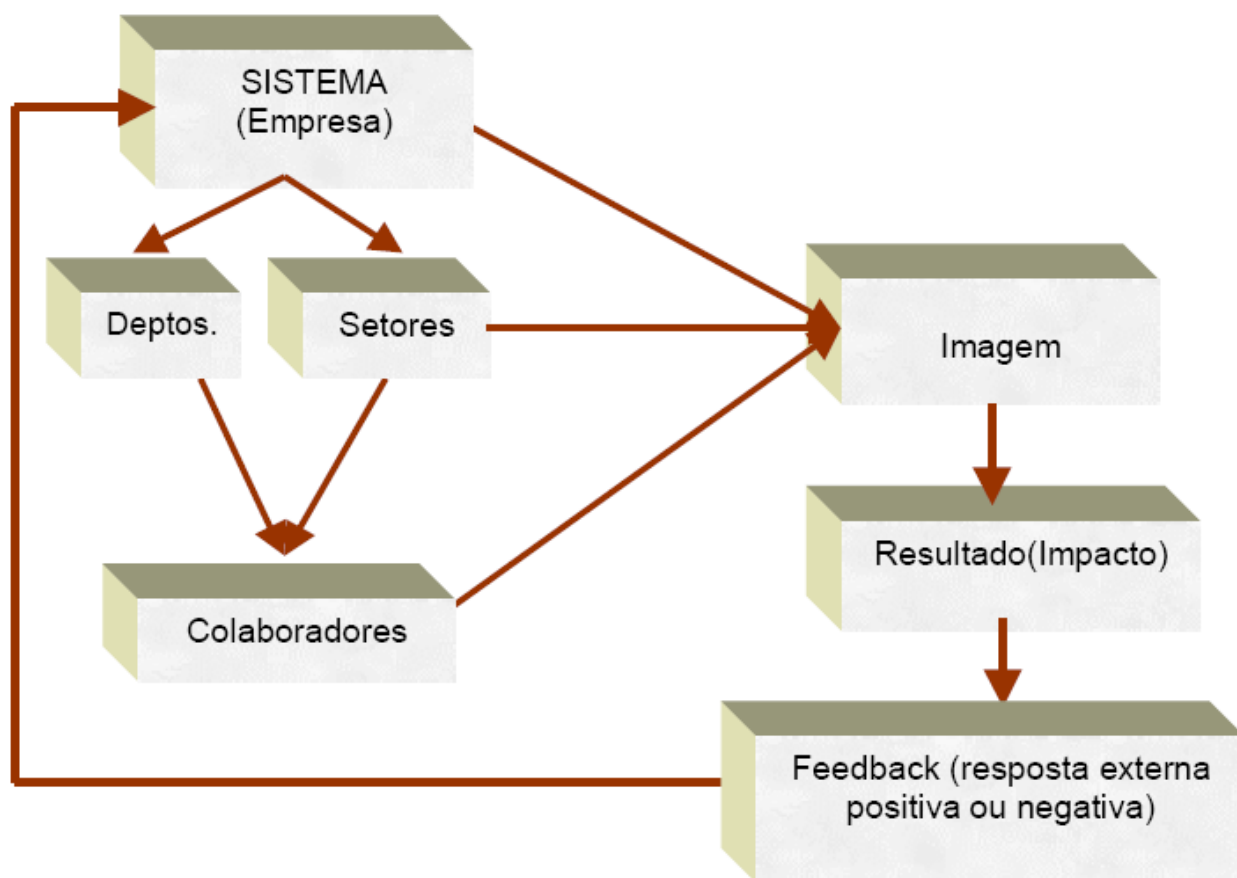 SISTEMA
(Empresa)
Deptos.
Setores
Imagem
Resultado(Impacto)
Colaboradores
Feedback (resposta externa
positiva ou negativa)